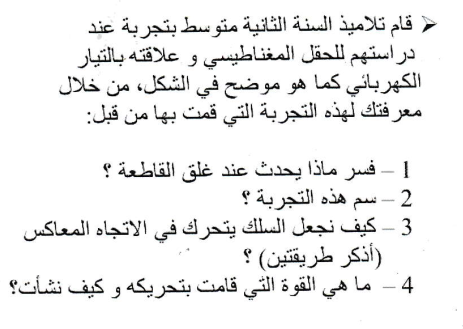 ➢ قام تلاميذ السنة الثانية متوسط بتجربة عند
دراستهم للحقل المغناطيسي و علاقته بالتيار
الكهربائي كما هو موضح في الشكل، من خلال
معرفتك لهذه التجربة التي قمت بها من قبل:
1 – فسر ماذا يحدث عند غلق القاطعة ؟
2 – سم هذه التجربة ؟
3 – كيف نجعل السلك يتحرك في الاتجاه المعاكس
(أذكر طريقتين) ؟
4 – ما هي القوة التي قامت بتحريكه و كيف نشأت؟